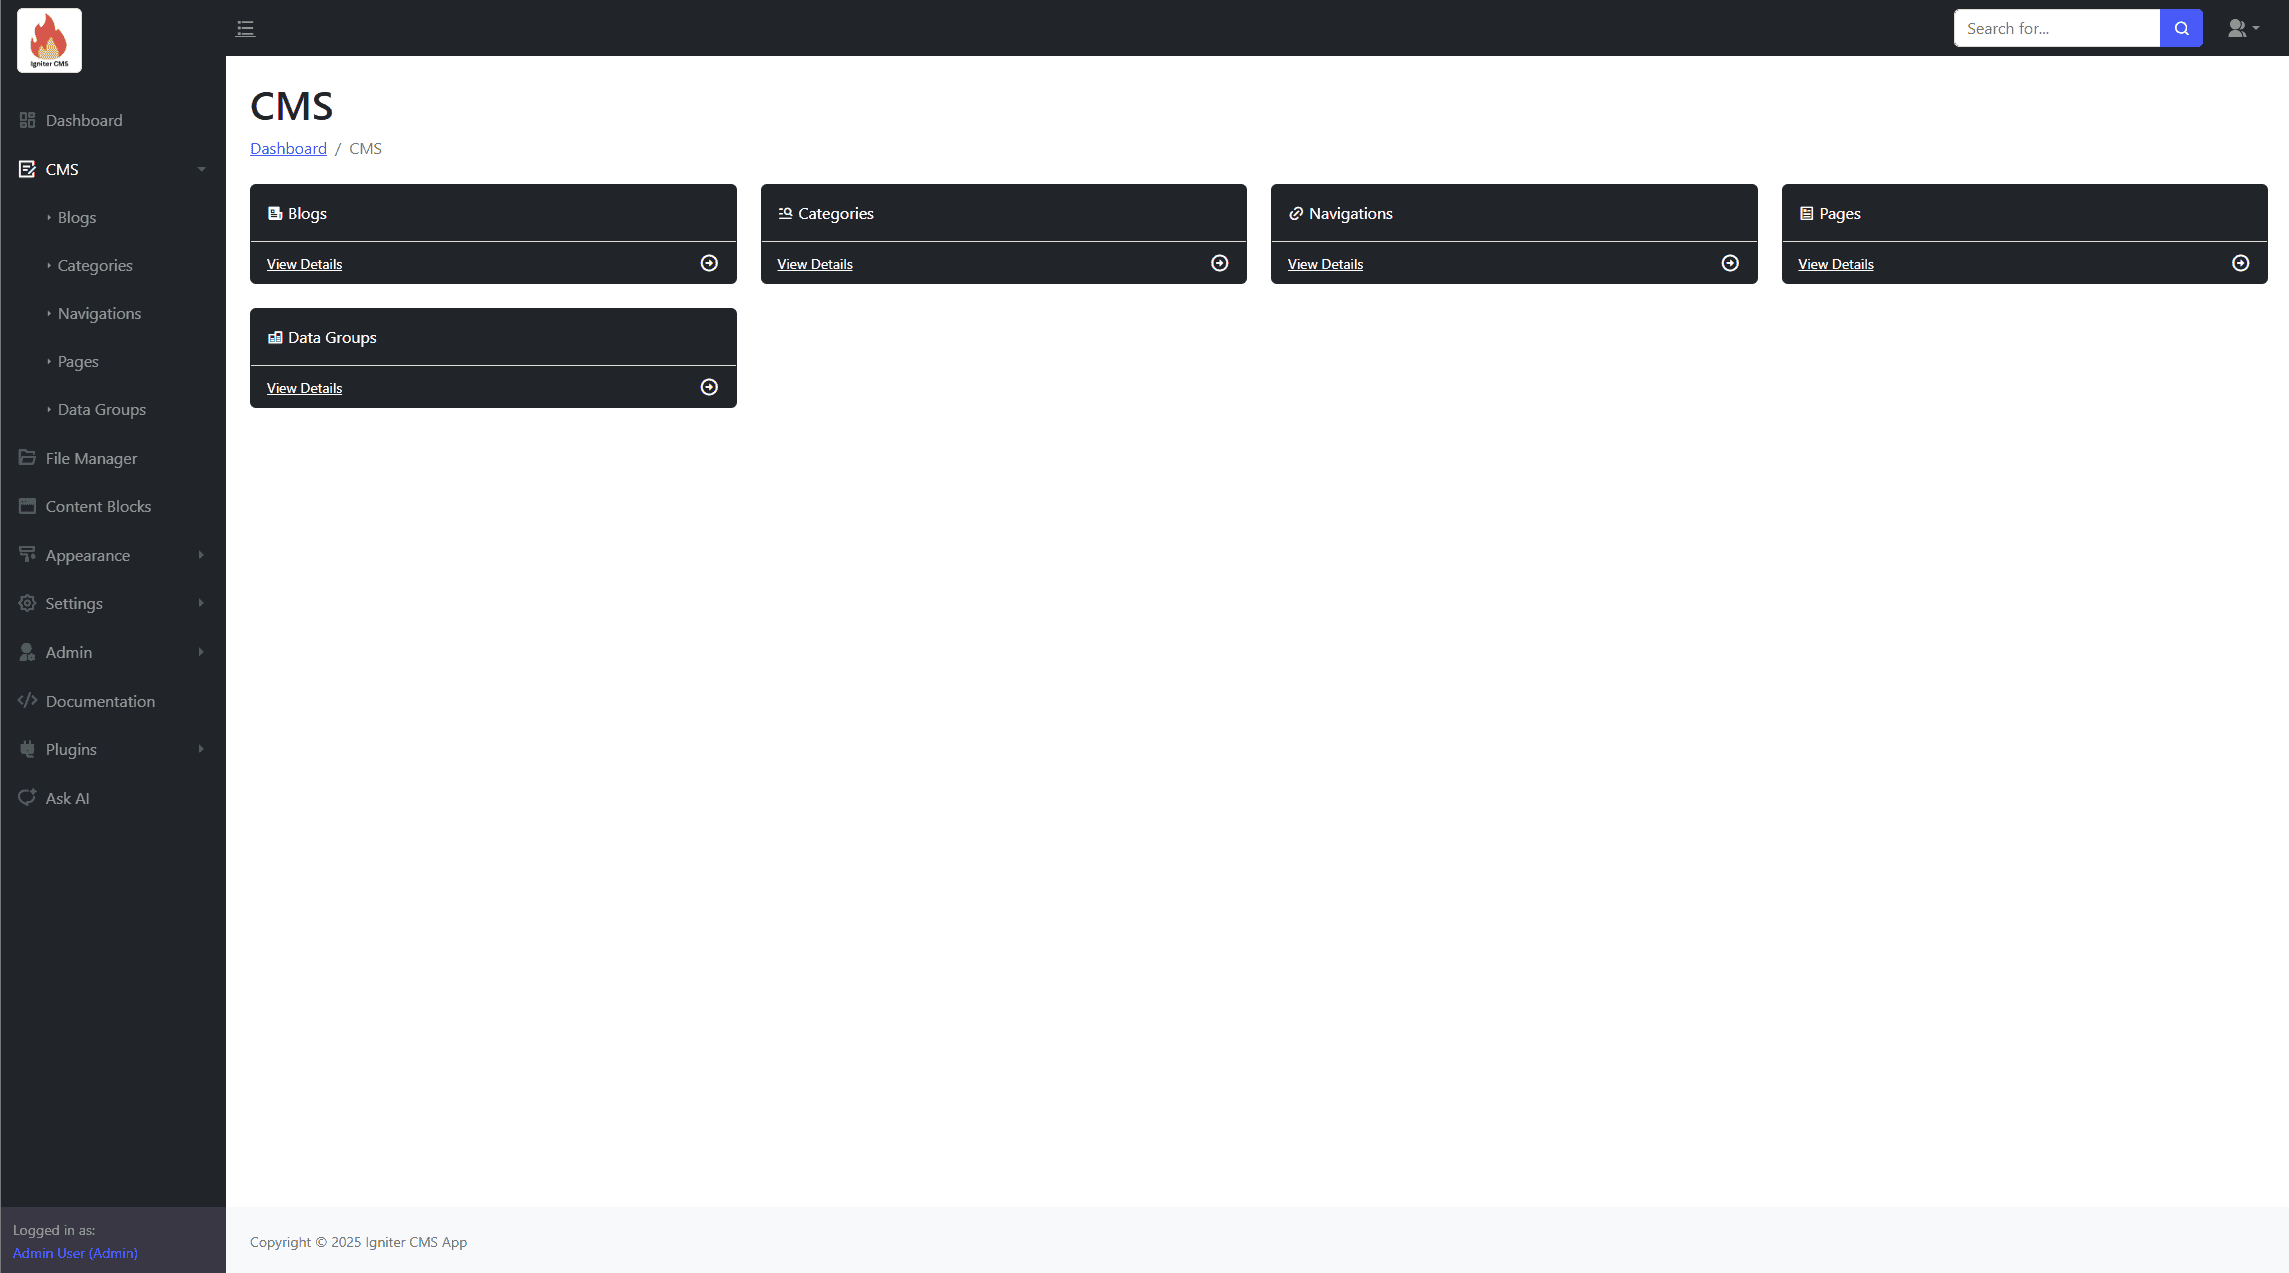 Igniter CMS
Search for...
Dashboard
CMS
Blogs
Categories
Navigations
Pages
Data Groups
File Manager
Content Blocks
Appearance
Settings
Admin
Documentation
Plugins
Ask AI
Logged in as:
Admin User (Admin)
CMS
Dashboard / CMS
Blogs
View Details
Categories
View Details
Navigations
View Details
Pages
View Details
Data Groups
View Details
Copyright © 2025 Igniter CMS App